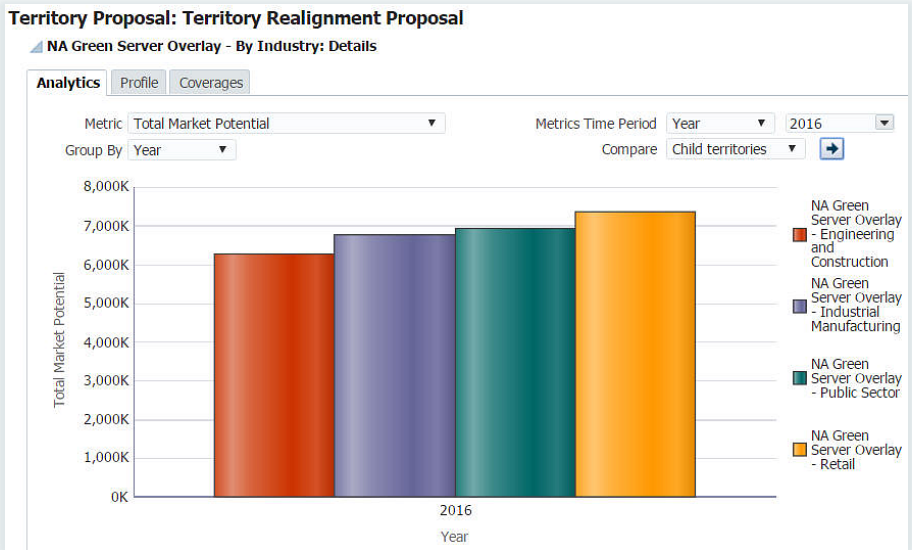 Territory Proposal: Territory Realignment Proposal
NA Green Server Overlay - By Industry: Details
Analytics Profile Coverages
Metric Total Market Potential Metrics Time Period Year 2016
Group By Year Compare Child territories
8,000K
7,000K
6,000K
5,000K
4,000K
3,000K
2,000K
1,000K
0K
Total Market Potential
2016
Year
NA Green
Server Overlay
- Engineering
and
Construction
NA Green
Server Overlay
- Industrial
Manufacturing
NA Green
Server Overlay
- Public Sector
NA Green
Server Overlay
- Retail